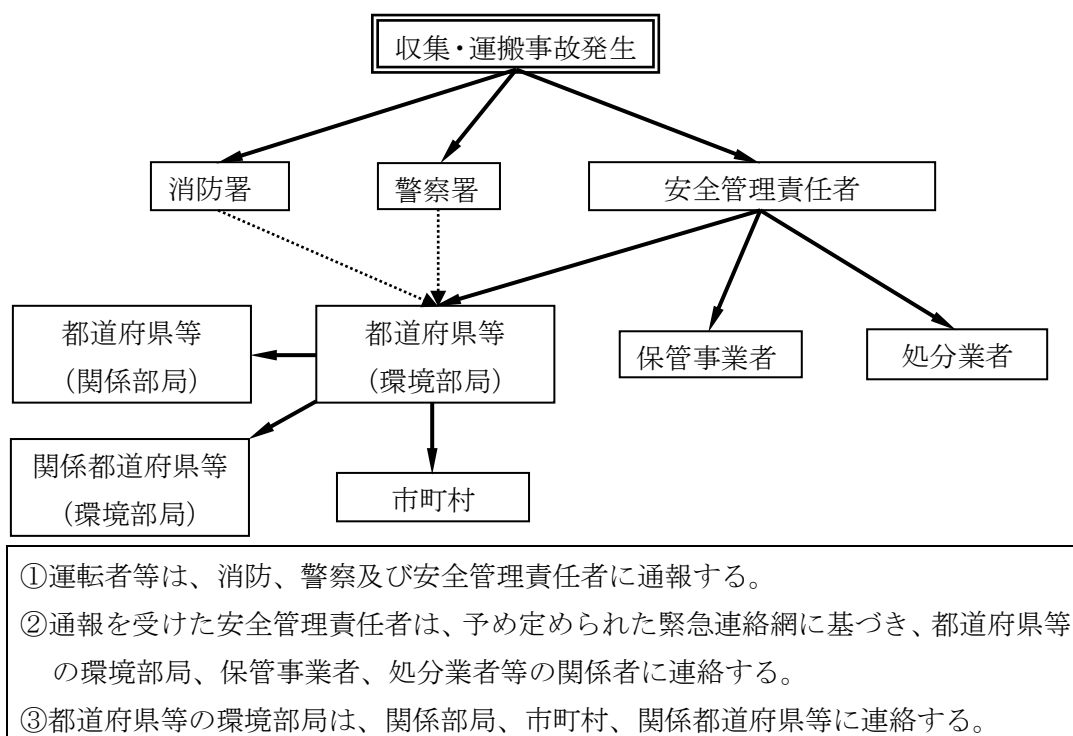 収集・運搬事故発生
消防署
警察署
安全管理責任者
都道府県等
（関係部局）
都道府県等
（環境部局）
保管事業者
処分業者
関係都道府県等
（環境部局）
市町村
①運転者等は、消防、警察及び安全管理責任者に通報する。
②通報を受けた安全管理責任者は、予め定められた緊急連絡網に基づき、都道府県等
の環境部局、保管事業者、処分業者等の関係者に連絡する。
③都道府県等の環境部局は、関係部局、市町村、関係都道府県等に連絡する。